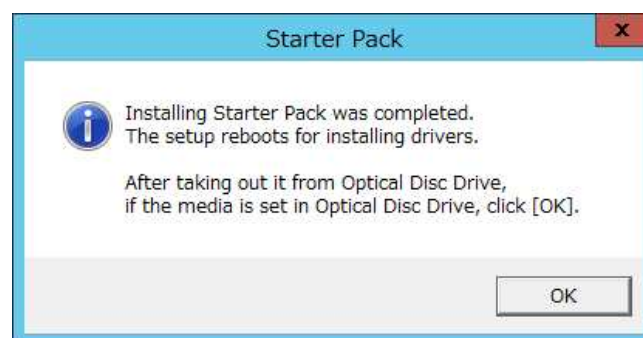 Starter Pack
x
Installing Starter Pack was completed.
The setup reboots for installing drivers.
After taking out it from Optical Disc Drive,
if the media is set in Optical Disc Drive, click [OK].
OK